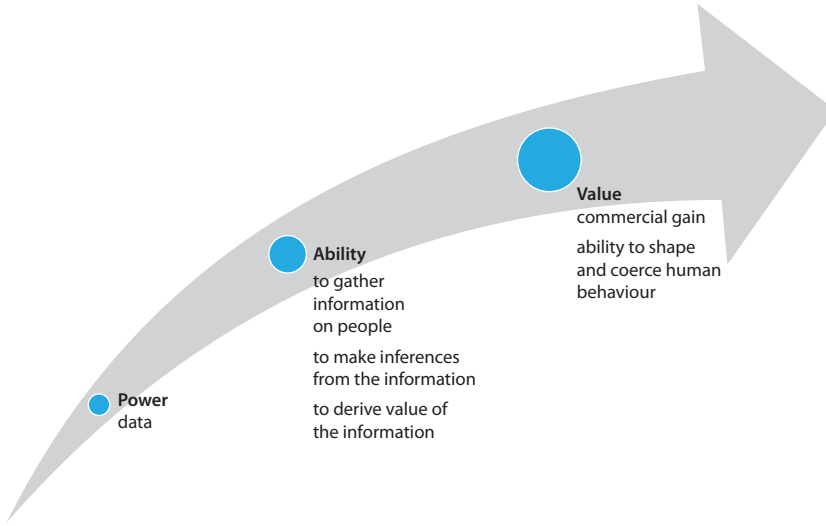 Power
data
Ability
to gather
information
on people
to make inferences
from the information
to derive value of
the information
Value
commercial gain
ability to shape
and coerce human
behaviour